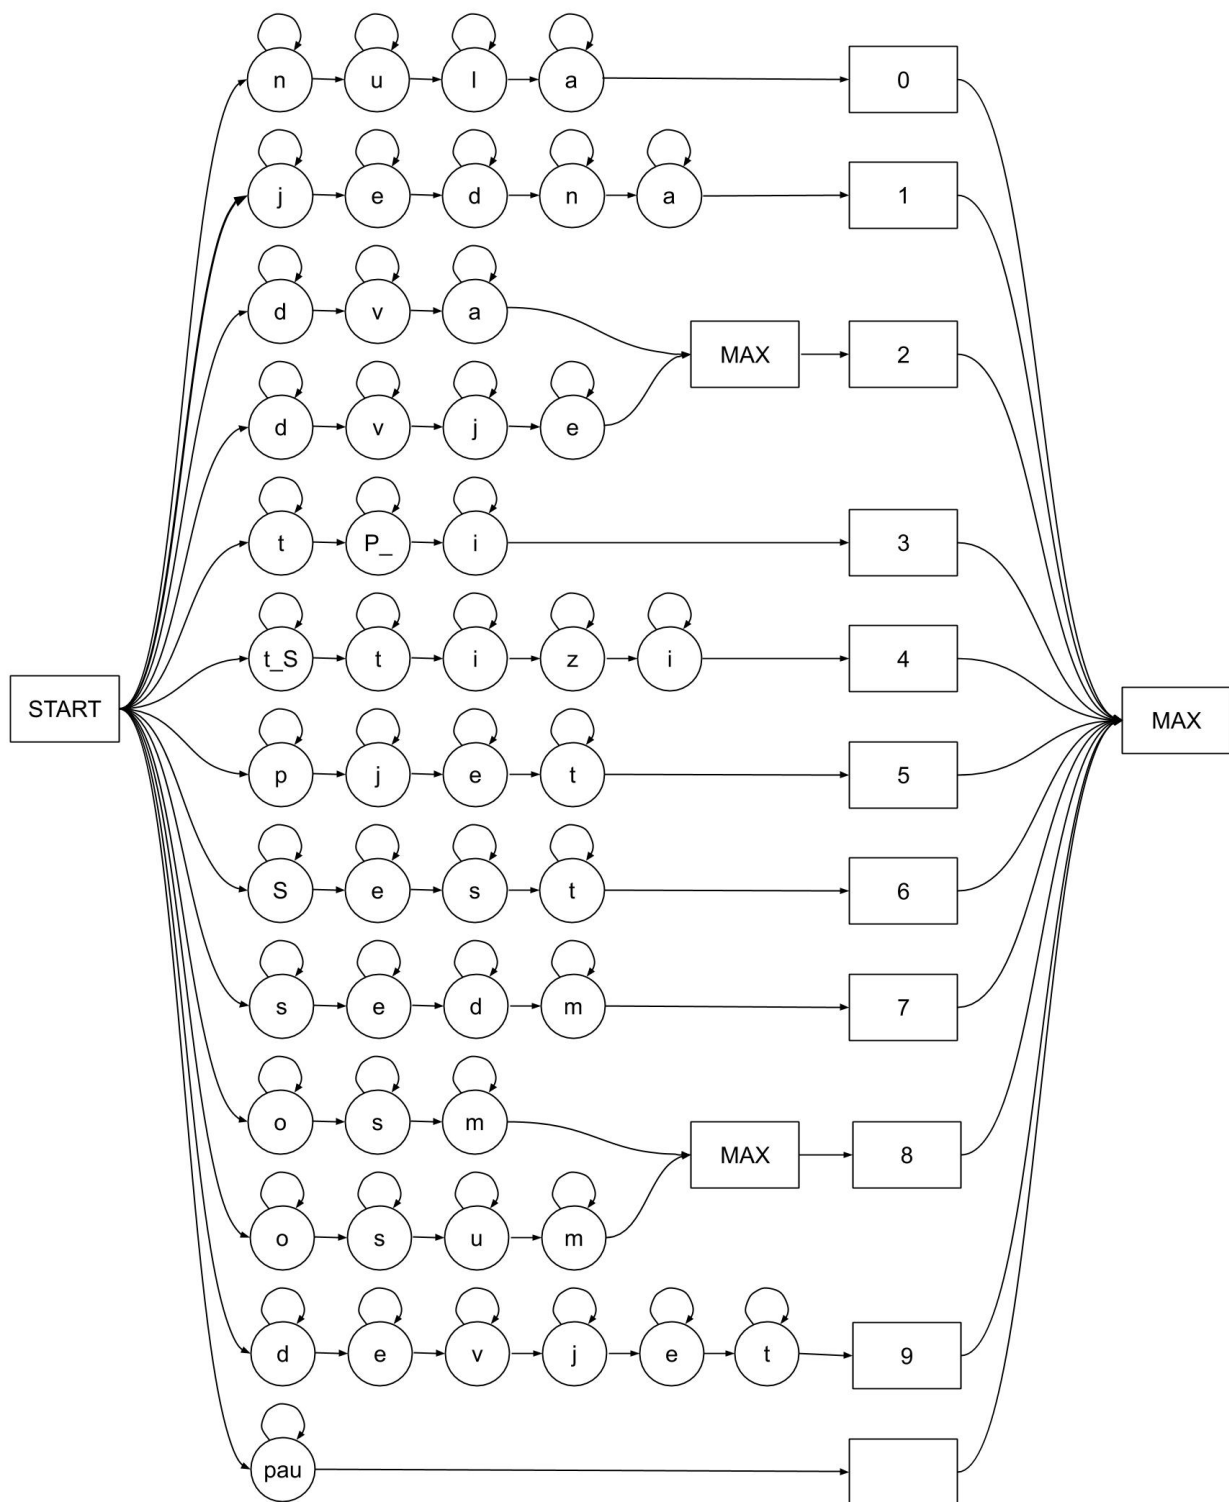 n u l a 0
j e d n a 1
d v a
MAX 2
d v j e
t P_ i 3
t_S t i z i 4
START
MAX
p j e t 5
S e s t 6
s e d m 7
o s m
MAX 8
o s u m
d e v j e t 9
pau